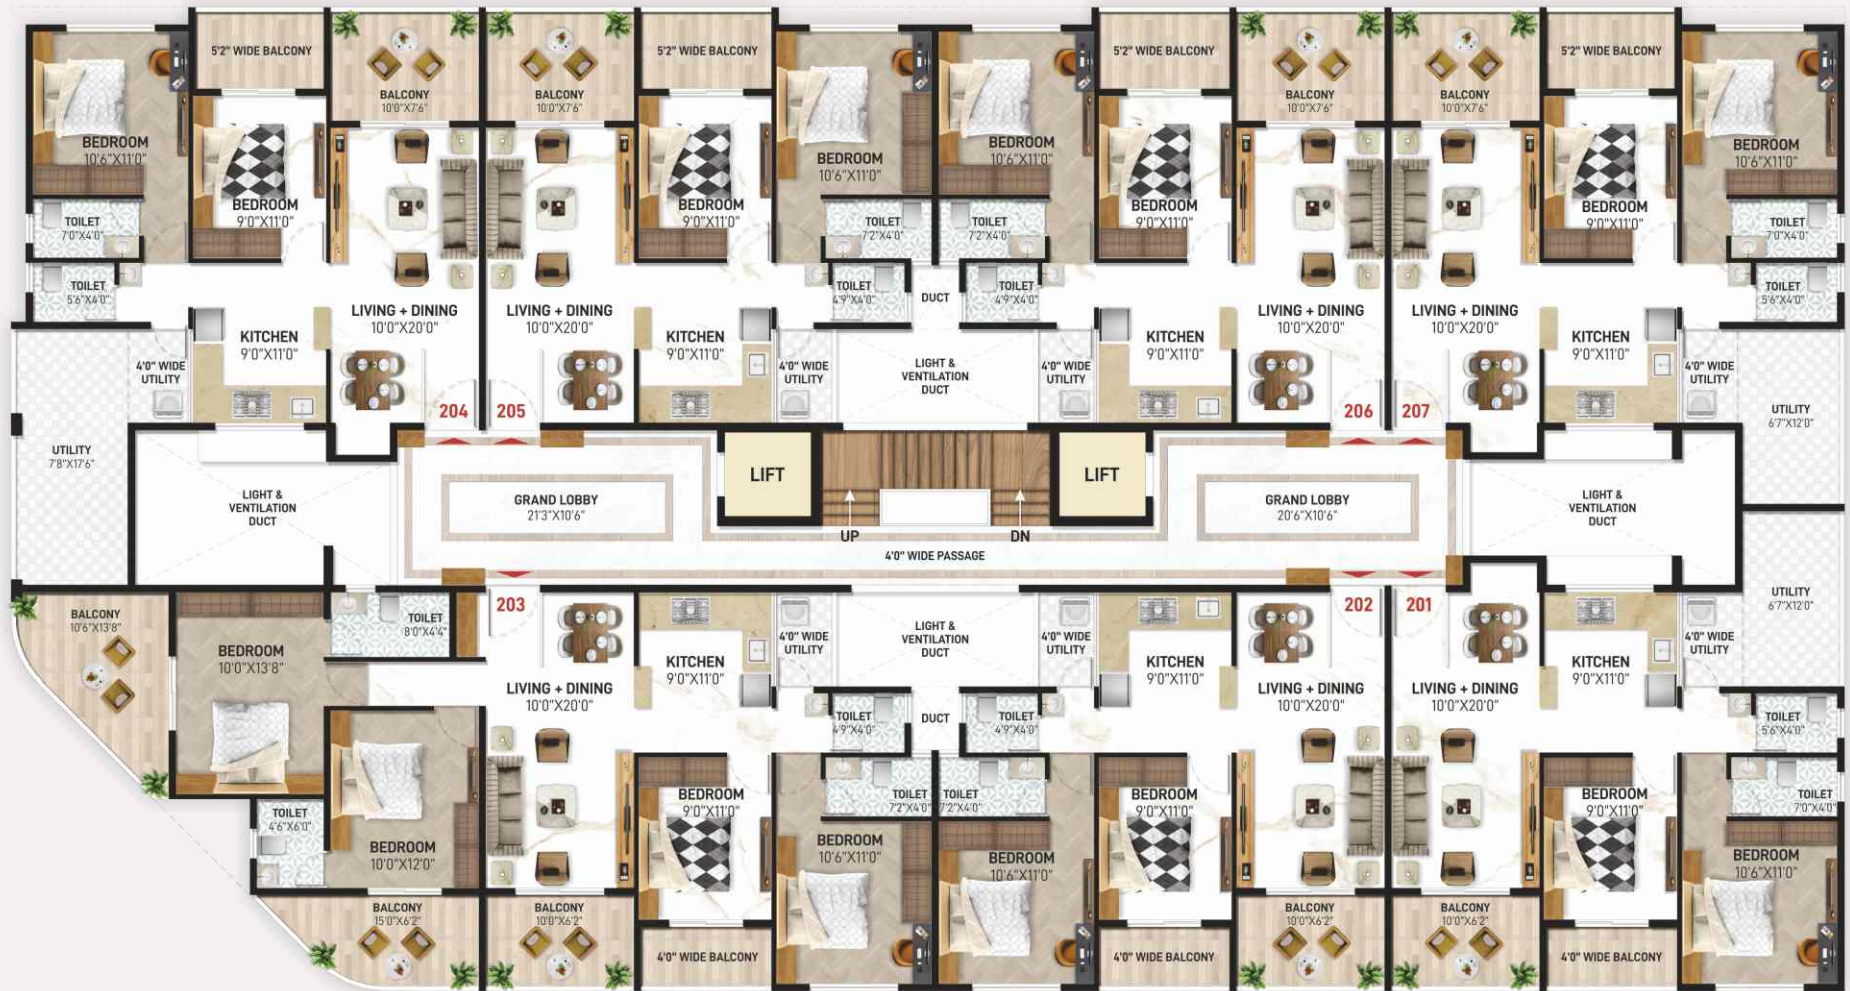 5'2" WIDE BALCONY
BALCONY
10'0"X7'6"
BALCONY
10'0"X7'6"
5'2" WIDE BALCONY
5'2" WIDE BALCONY
BALCONY
10'0"X7'6"
BALCONY
10'0"X7'6"
5'2" WIDE BALCONY
BEDROOM
10'6"X11'0"
BEDROOM
9'0"X11'0"
BEDROOM
9'0"X11'0"
BEDROOM
10'6"X11'0"
BEDROOM
10'6"X11'0"
BEDROOM
9'0"X11'0"
BEDROOM
9'0"X11'0"
BEDROOM
10'6"X11'0"
TOILET
7'0"X4'0"
TOILET
7'2"X4'0"
TOILET
7'2"X4'0"
TOILET
7'0"X4'0"
TOILET
5'6"X4'0"
TOILET
4'9"X4'0"
DUCT
TOILET
4'9"X4'0"
TOILET
5'6"X4'0"
LIVING + DINING
10'0"X20'0"
LIVING + DINING
10'0"X20'0"
LIVING + DINING
10'0"X20'0"
LIVING + DINING
10'0"X20'0"
KITCHEN
9'0"X11'0"
KITCHEN
9'0"X11'0"
KITCHEN
9'0"X11'0"
KITCHEN
9'0"X11'0"
4'0" WIDE
UTILITY
4'0" WIDE
UTILITY
LIGHT &
VENTILATION
DUCT
4'0" WIDE
UTILITY
4'0" WIDE
UTILITY
204
205
206
207
UTILITY
6'7"X12'0"
UTILITY
7'8"X17'6"
LIGHT &
VENTILATION
DUCT
GRAND LOBBY
21'3"X10'6"
LIFT
UP
DN
LIFT
GRAND LOBBY
20'6"X10'6"
LIGHT &
VENTILATION
DUCT
4'0" WIDE PASSAGE
203
202
201
UTILITY
6'7"X12'0"
BALCONY
10'6"X13'8"
BEDROOM
10'0"X13'8"
TOILET
8'0"X4'4"
4'0" WIDE
UTILITY
LIGHT &
VENTILATION
DUCT
4'0" WIDE
UTILITY
4'0" WIDE
UTILITY
KITCHEN
9'0"X11'0"
KITCHEN
9'0"X11'0"
KITCHEN
9'0"X11'0"
LIVING + DINING
10'0"X20'0"
LIVING + DINING
10'0"X20'0"
LIVING + DINING
10'0"X20'0"
TOILET
4'9"X4'0"
DUCT
TOILET
4'9"X4'0"
TOILET
5'6"X4'0"
TOILET
7'2"X4'0"
TOILET
7'2"X4'0"
TOILET
7'0"X4'0"
BEDROOM
9'0"X11'0"
BEDROOM
9'0"X11'0"
BEDROOM
9'0"X11'0"
TOILET
4'6"X6'0"
BEDROOM
10'0"X12'0"
BEDROOM
10'6"X11'0"
BEDROOM
10'6"X11'0"
BEDROOM
10'6"X11'0"
BALCONY
15'0"X6'2"
BALCONY
10'0"X6'2"
BALCONY
10'0"X6'2"
BALCONY
10'0"X6'2"
4'0" WIDE BALCONY
4'0" WIDE BALCONY
4'0" WIDE BALCONY